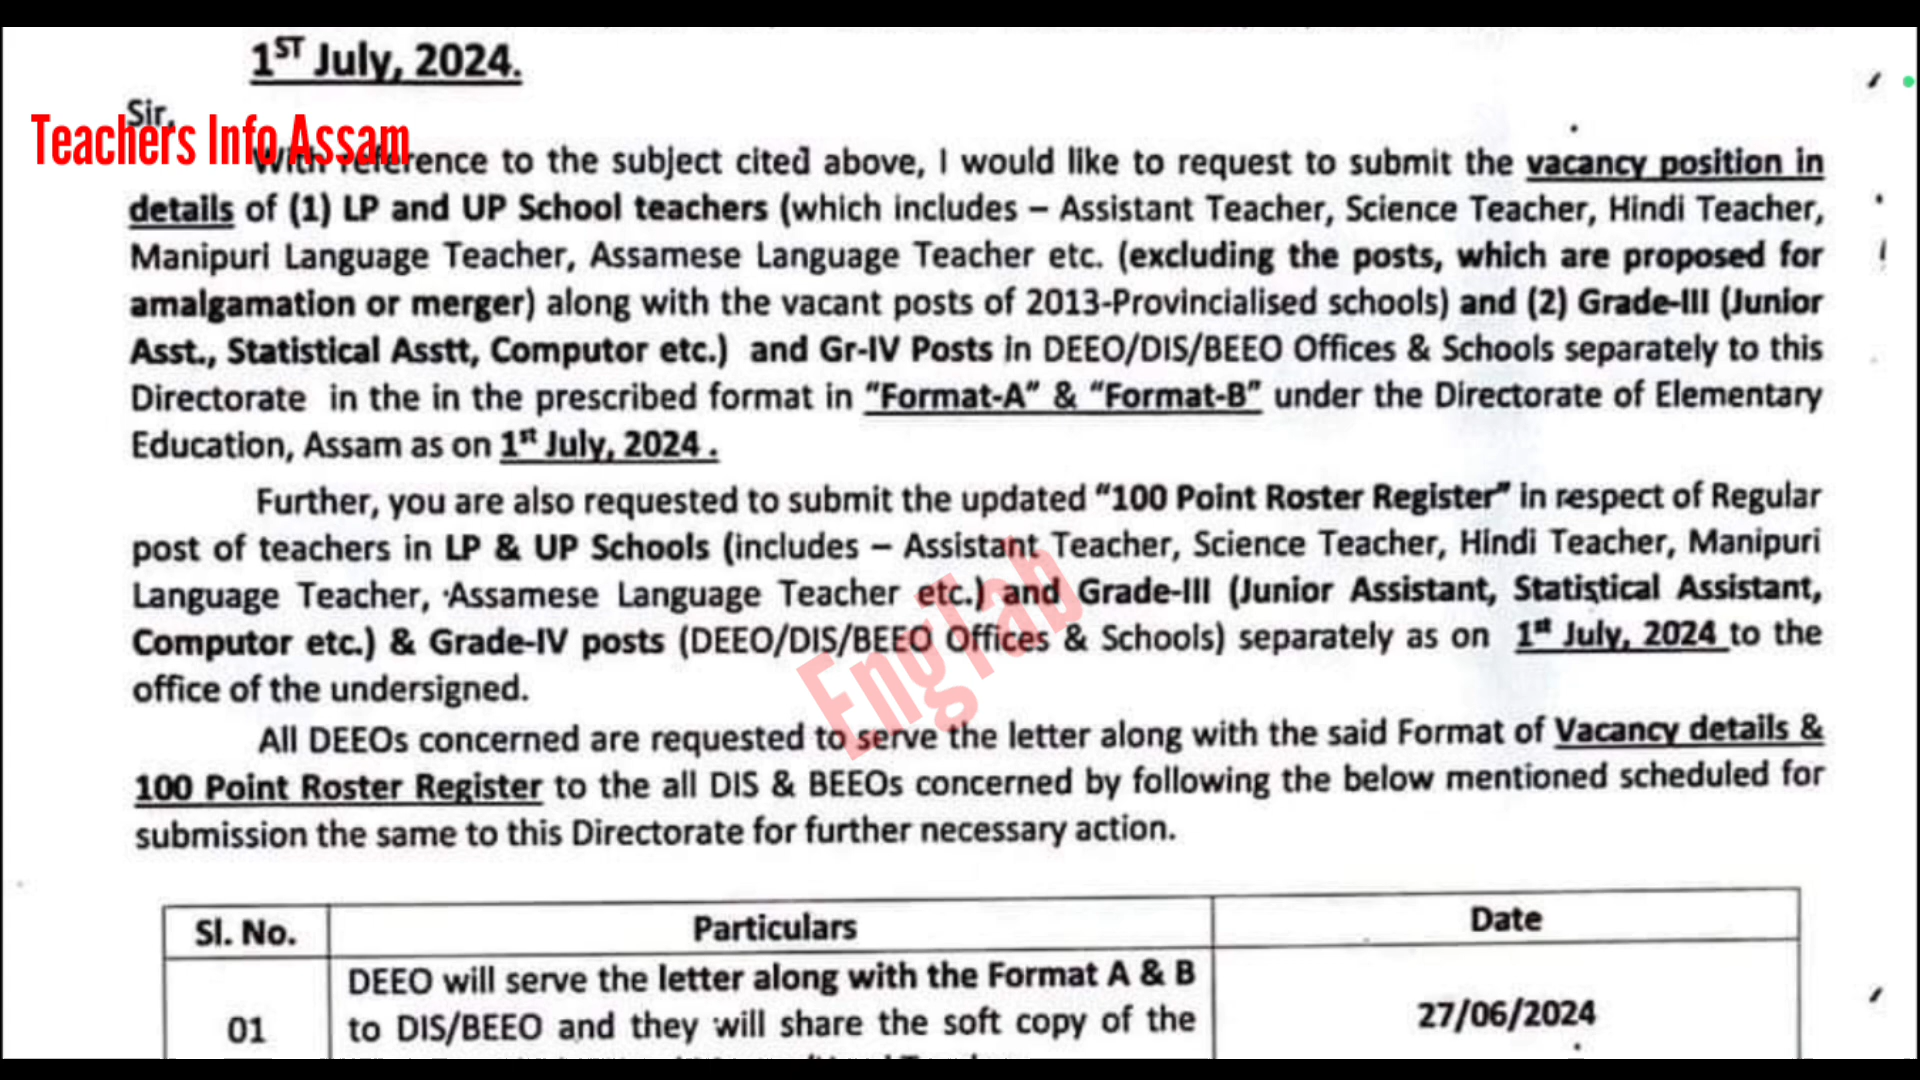 1ST July, 2024.
Sir,
Teachers Info Assam
With reference to the subject cited above, I would like to request to submit the vacancy position in
details of (1) LP and UP School teachers (which includes – Assistant Teacher, Science Teacher, Hindi Teacher,
Manipuri Language Teacher, Assamese Language Teacher etc. (excluding the posts, which are proposed for
amalgamation or merger) along with the vacant posts of 2013-Provincialised schools) and (2) Grade-III (Junior
Asst., Statistical Asstt, Computor etc.) and Gr-IV Posts in DEEO/DIS/BEEO Offices & Schools separately to this
Directorate in the in the prescribed format in “Format-A” & “Format-B” under the Directorate of Elementary
Education, Assam as on 1st July, 2024 .
Further, you are also requested to submit the updated “100 Point Roster Register” in respect of Regular
post of teachers in LP & UP Schools (includes – Assistant Teacher, Science Teacher, Hindi Teacher, Manipuri
Language Teacher, Assamese Language Teacher etc.) and Grade-III (Junior Assistant, Statistical Assistant,
Computor etc.) & Grade-IV posts (DEEO/DIS/BEEO Offices & Schools) separately as on 1st July, 2024 to the
office of the undersigned.
EngTab
All DEEOs concerned are requested to serve the letter along with the said Format of Vacancy details &
100 Point Roster Register to the all DIS & BEEOs concerned by following the below mentioned scheduled for
submission the same to this Directorate for further necessary action.
Sl. No. Particulars Date
DEEO will serve the letter along with the Format A & B
01 to DIS/BEEO and they will share the soft copy of the 27/06/2024